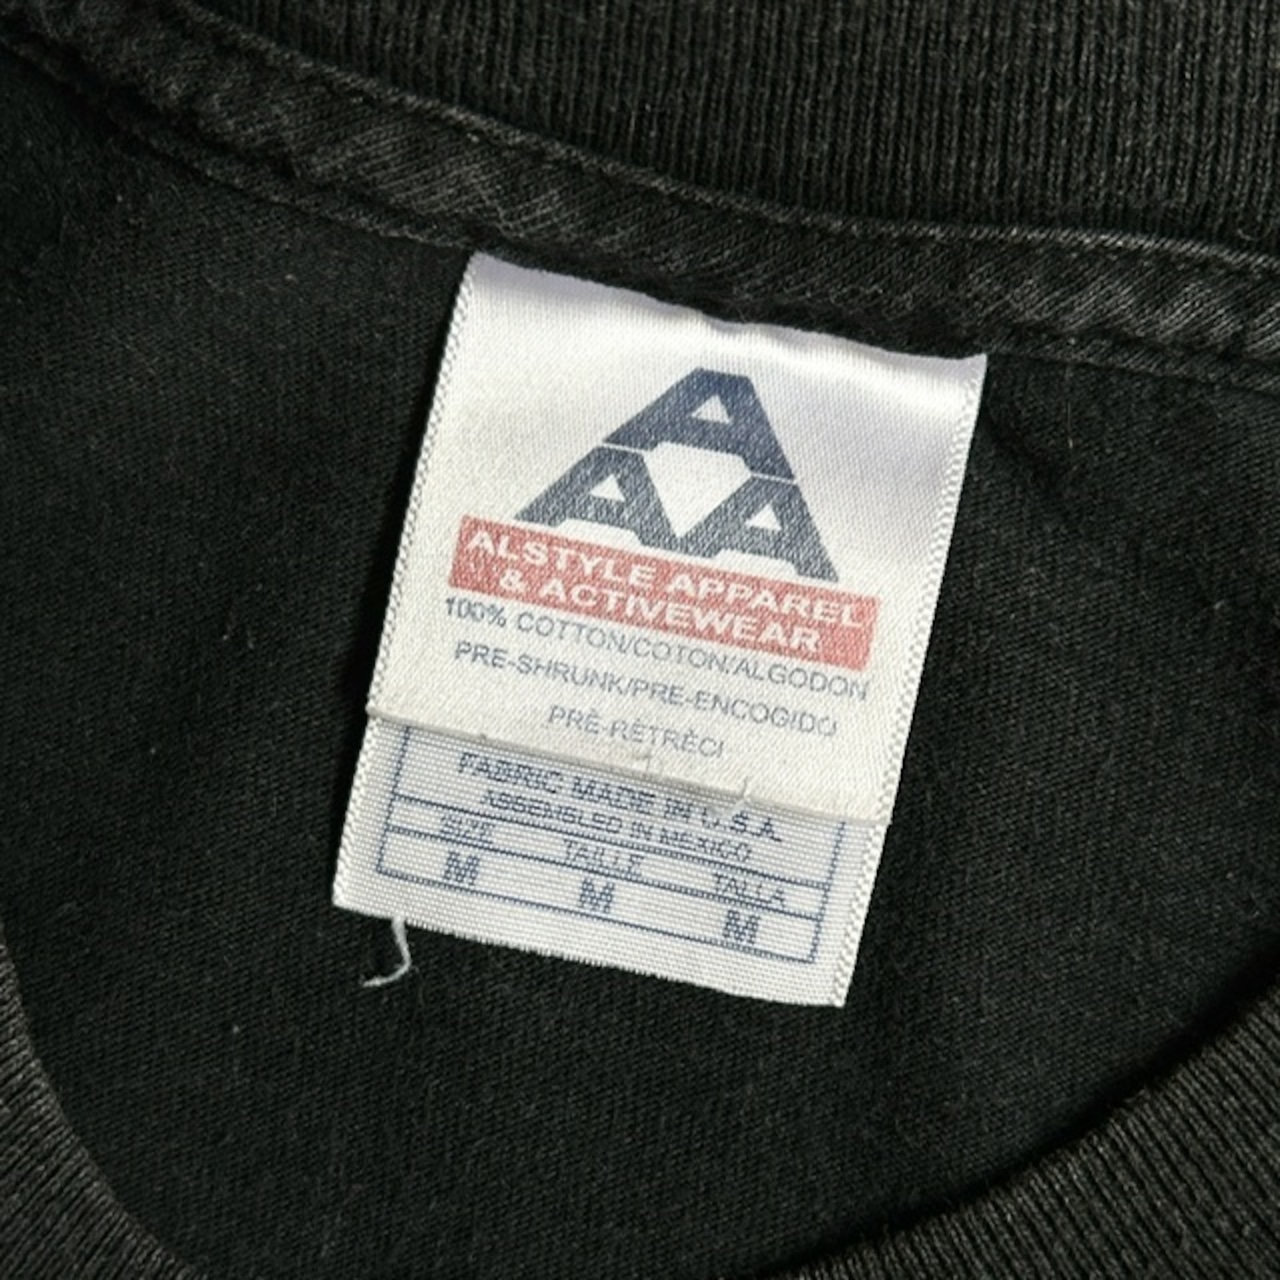 A
A A
ALSTYLE APPAREL
& ACTIVEWEAR
100% COTTON/COTON/ALGODON
PRE-SHRUNK/PRE-ENCOGIDO
PRÉ-RÉTRÉCI
FABRIC MADE IN U.S.A.
ASSEMBLED IN MEXICO
SIZE TAILLE TALLA
M M M